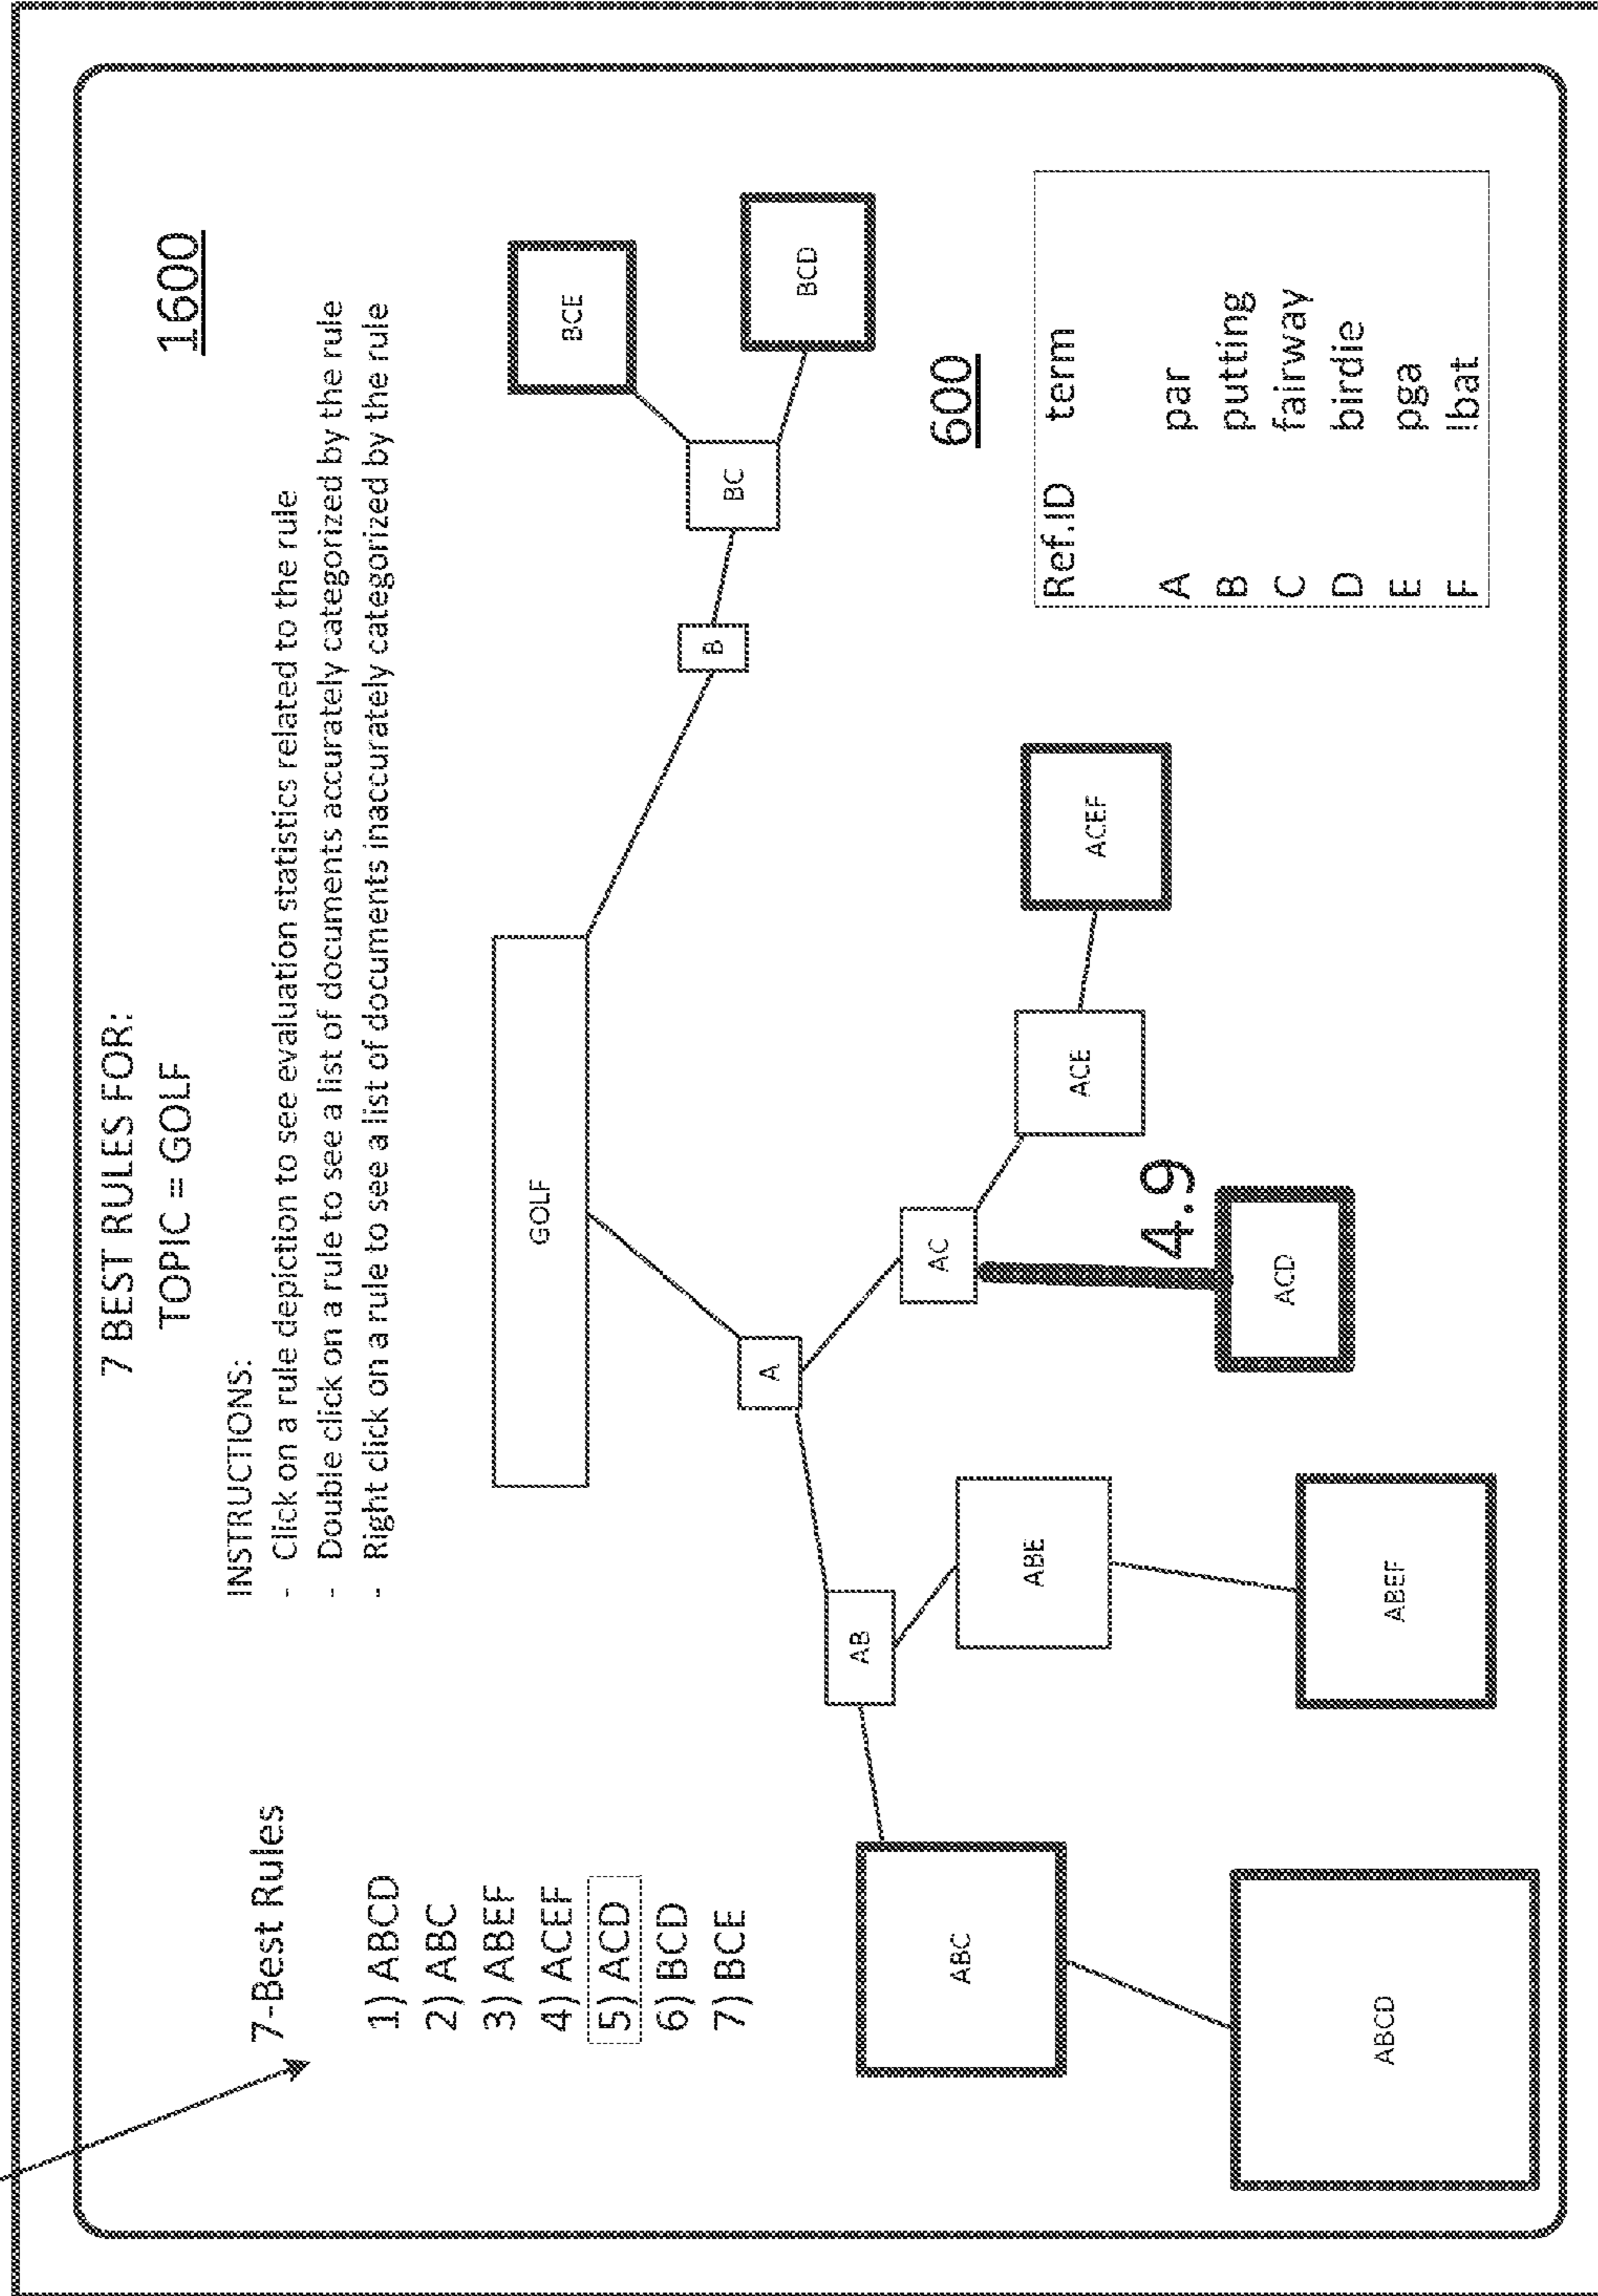 7 BEST RULES FOR:
TOPIC = GOLF
1600
INSTRUCTIONS:
- Click on a rule depiction to see evaluation statistics related to the rule
- Double click on a rule to see a list of documents accurately categorized by the rule
- Right click on a rule to see a list of documents inaccurately categorized by the rule
7-Best Rules
1) ABCD
2) ABC
3) ABEF
4) ACEF
5) ACD
6) BCD
7) BCE
GOLF
A
B
AB
AC
BC
BCE
BCD
ABC
ABE
ACE
ACEF
4.9
ACD
ABEF
ABCD
600
Ref.ID term
A par
B putting
C fairway
D birdie
E pga
F !bat